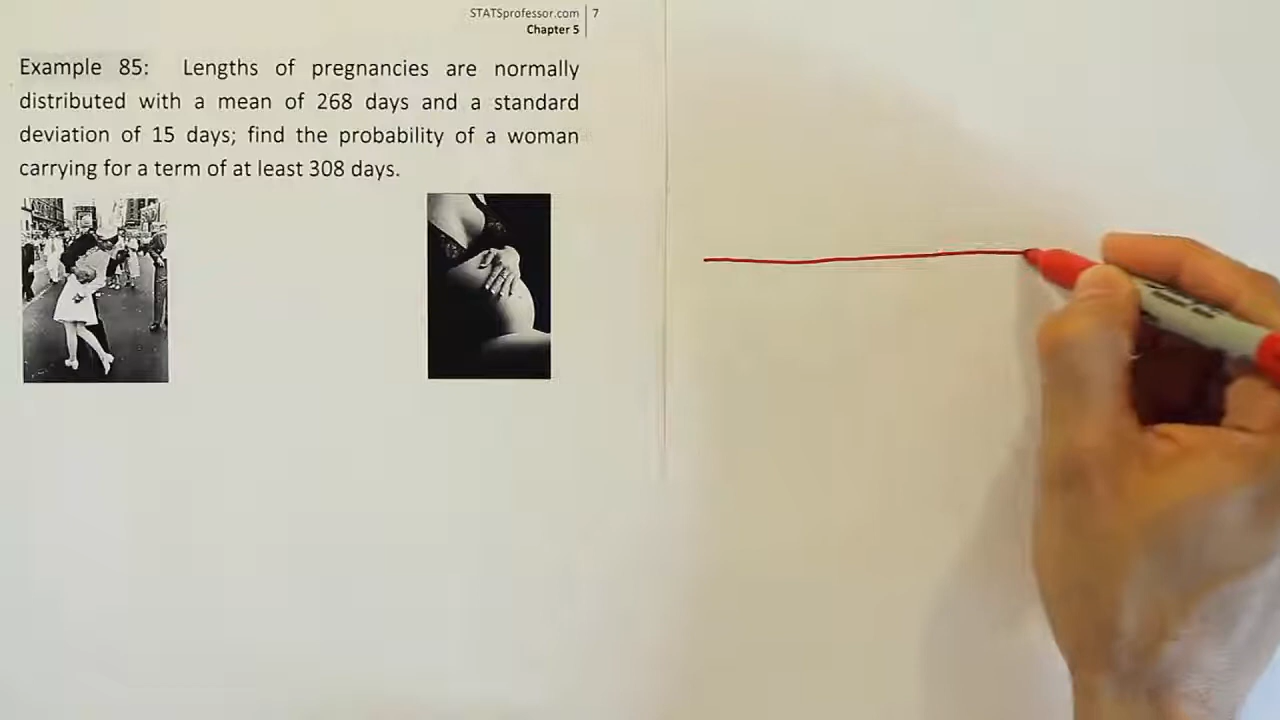 STATSprofessor.com | 7
Chapter 5
Example 85: Lengths of pregnancies are normally
distributed with a mean of 268 days and a standard
deviation of 15 days; find the probability of a woman
carrying for a term of at least 308 days.